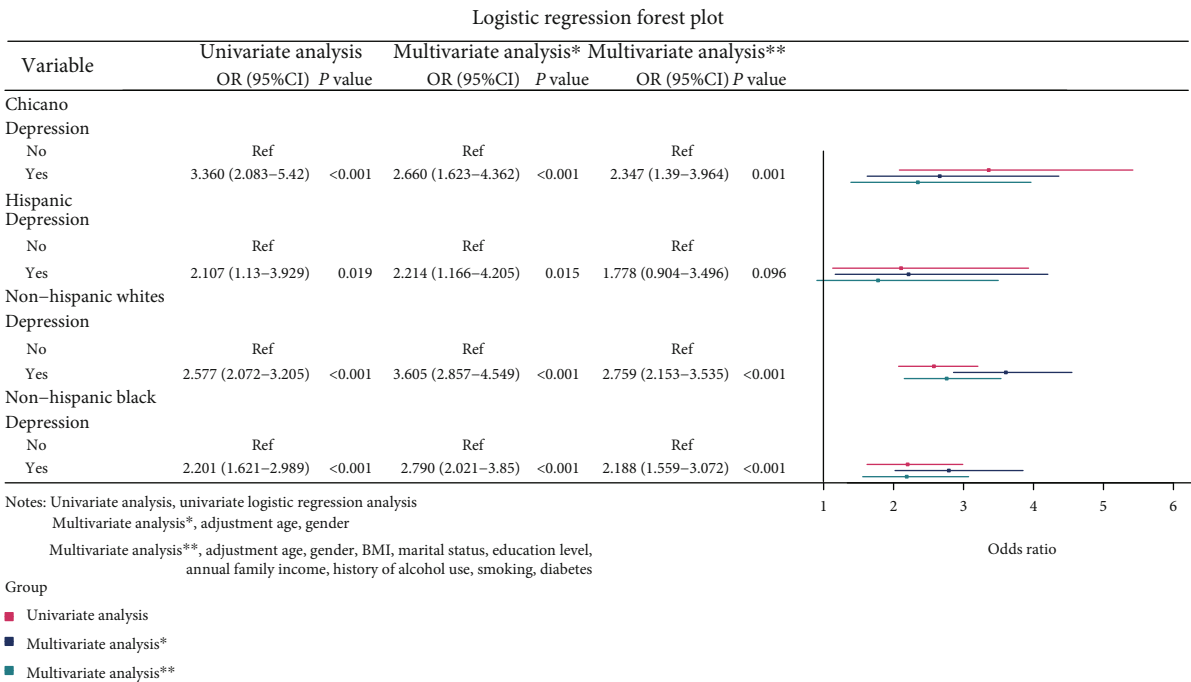 Logistic regression forest plot
Variable Univariate analysis Multivariate analysis* Multivariate analysis**
OR (95%CI) P value OR (95%CI) P value OR (95%CI) P value
Chicano
Depression
No Ref Ref Ref
Yes 3.360 (2.083−5.42) <0.001 2.660 (1.623−4.362) <0.001 2.347 (1.39−3.964) 0.001
Hispanic
Depression
No Ref Ref Ref
Yes 2.107 (1.13−3.929) 0.019 2.214 (1.166−4.205) 0.015 1.778 (0.904−3.496) 0.096
Non−hispanic whites
Depression
No Ref Ref Ref
Yes 2.577 (2.072−3.205) <0.001 3.605 (2.857−4.549) <0.001 2.759 (2.153−3.535) <0.001
Non−hispanic black
Depression
No Ref Ref Ref
Yes 2.201 (1.621−2.989) <0.001 2.790 (2.021−3.85) <0.001 2.188 (1.559−3.072) <0.001
1 2 3 4 5 6
Odds ratio
Notes: Univariate analysis, univariate logistic regression analysis
Multivariate analysis*, adjustment age, gender
Multivariate analysis**, adjustment age, gender, BMI, marital status, education level,
annual family income, history of alcohol use, smoking, diabetes
Group
Univariate analysis
Multivariate analysis*
Multivariate analysis**